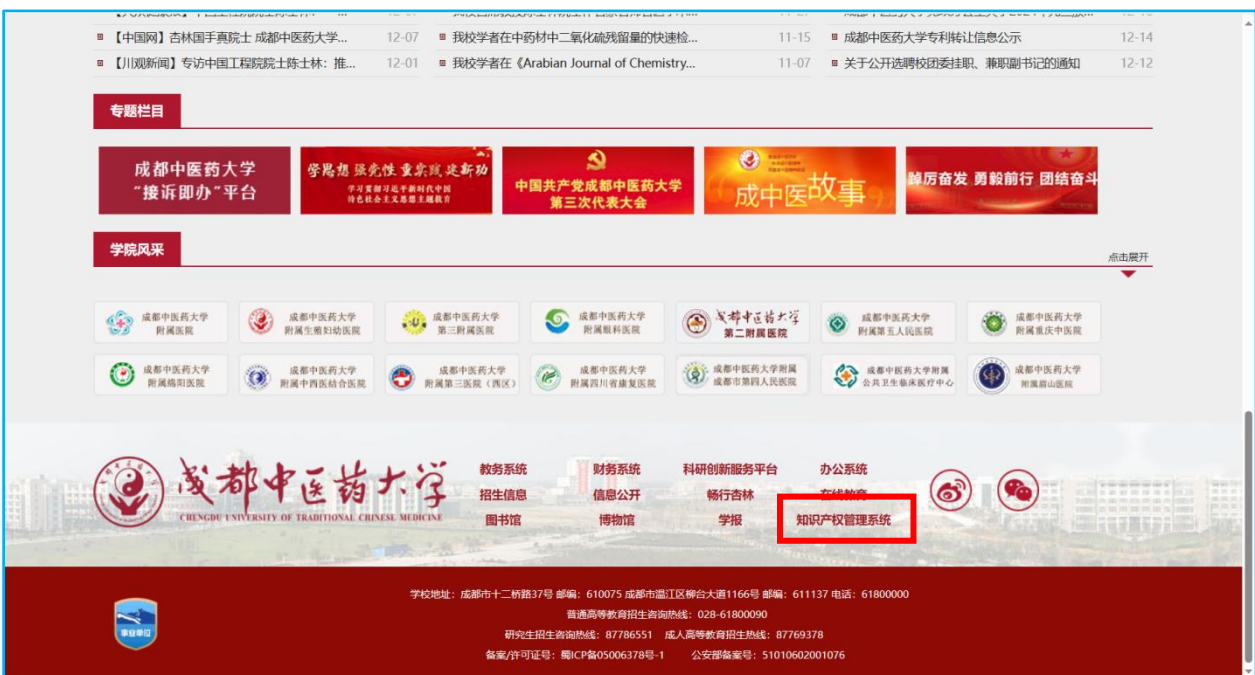 【中国网】杏林国手真院士 成都中医药大学... 12-07
我校学者在中药材中二氧化硫残留量的快速检... 11-15
成都中医药大学专利转让信息公示 12-14
【川观新闻】专访中国工程院院士陈士林：推... 12-01
我校学者在《Arabian Journal of Chemistry... 11-07
关于公开选聘校团委挂职、兼职副书记的通知 12-12
专题栏目
成都中医药大学
“接诉即办”平台
学思想 强党性 重实践 建新功
学习贯彻习近平新时代中国
特色社会主义思想主题教育
中国共产党成都中医药大学
第三次代表大会
成中医故事
踔厉奋发 勇毅前行 团结奋斗
学院风采
点击展开
成都中医药大学
附属医院
成都中医药大学
附属生殖妇幼医院
成都中医药大学
第三附属医院
成都中医药大学
附属眼科医院
成都中医药大学
第二附属医院
成都中医药大学
附属第五人民医院
成都中医药大学
附属重庆中医院
成都中医药大学
附属绵阳医院
成都中医药大学
附属中西医结合医院
成都中医药大学
附属第三医院（西区）
成都中医药大学
附属四川省康复医院
成都中医药大学附属
成都市第四人民医院
成都中医药大学附属
公共卫生临床医疗中心
成都中医药大学
附属眉山医院
成都中医药大学
CHENGDU UNIVERSITY OF TRADITIONAL CHINESE MEDICINE
教务系统 财务系统 科研创新服务平台 办公系统
招生信息 信息公开 畅行杏林 在线教育
图书馆 博物馆 学报 知识产权管理系统
事业单位
学校地址：成都市十二桥路37号 邮编：610075 成都市温江区柳台大道1166号 邮编：611137 电话：61800000
普通高等教育招生咨询热线：028-61800090
研究生招生咨询热线：87786551 成人高等教育招生热线：87769378
备案/许可证号：蜀ICP备05006378号-1 公安部备案号：51010602001076